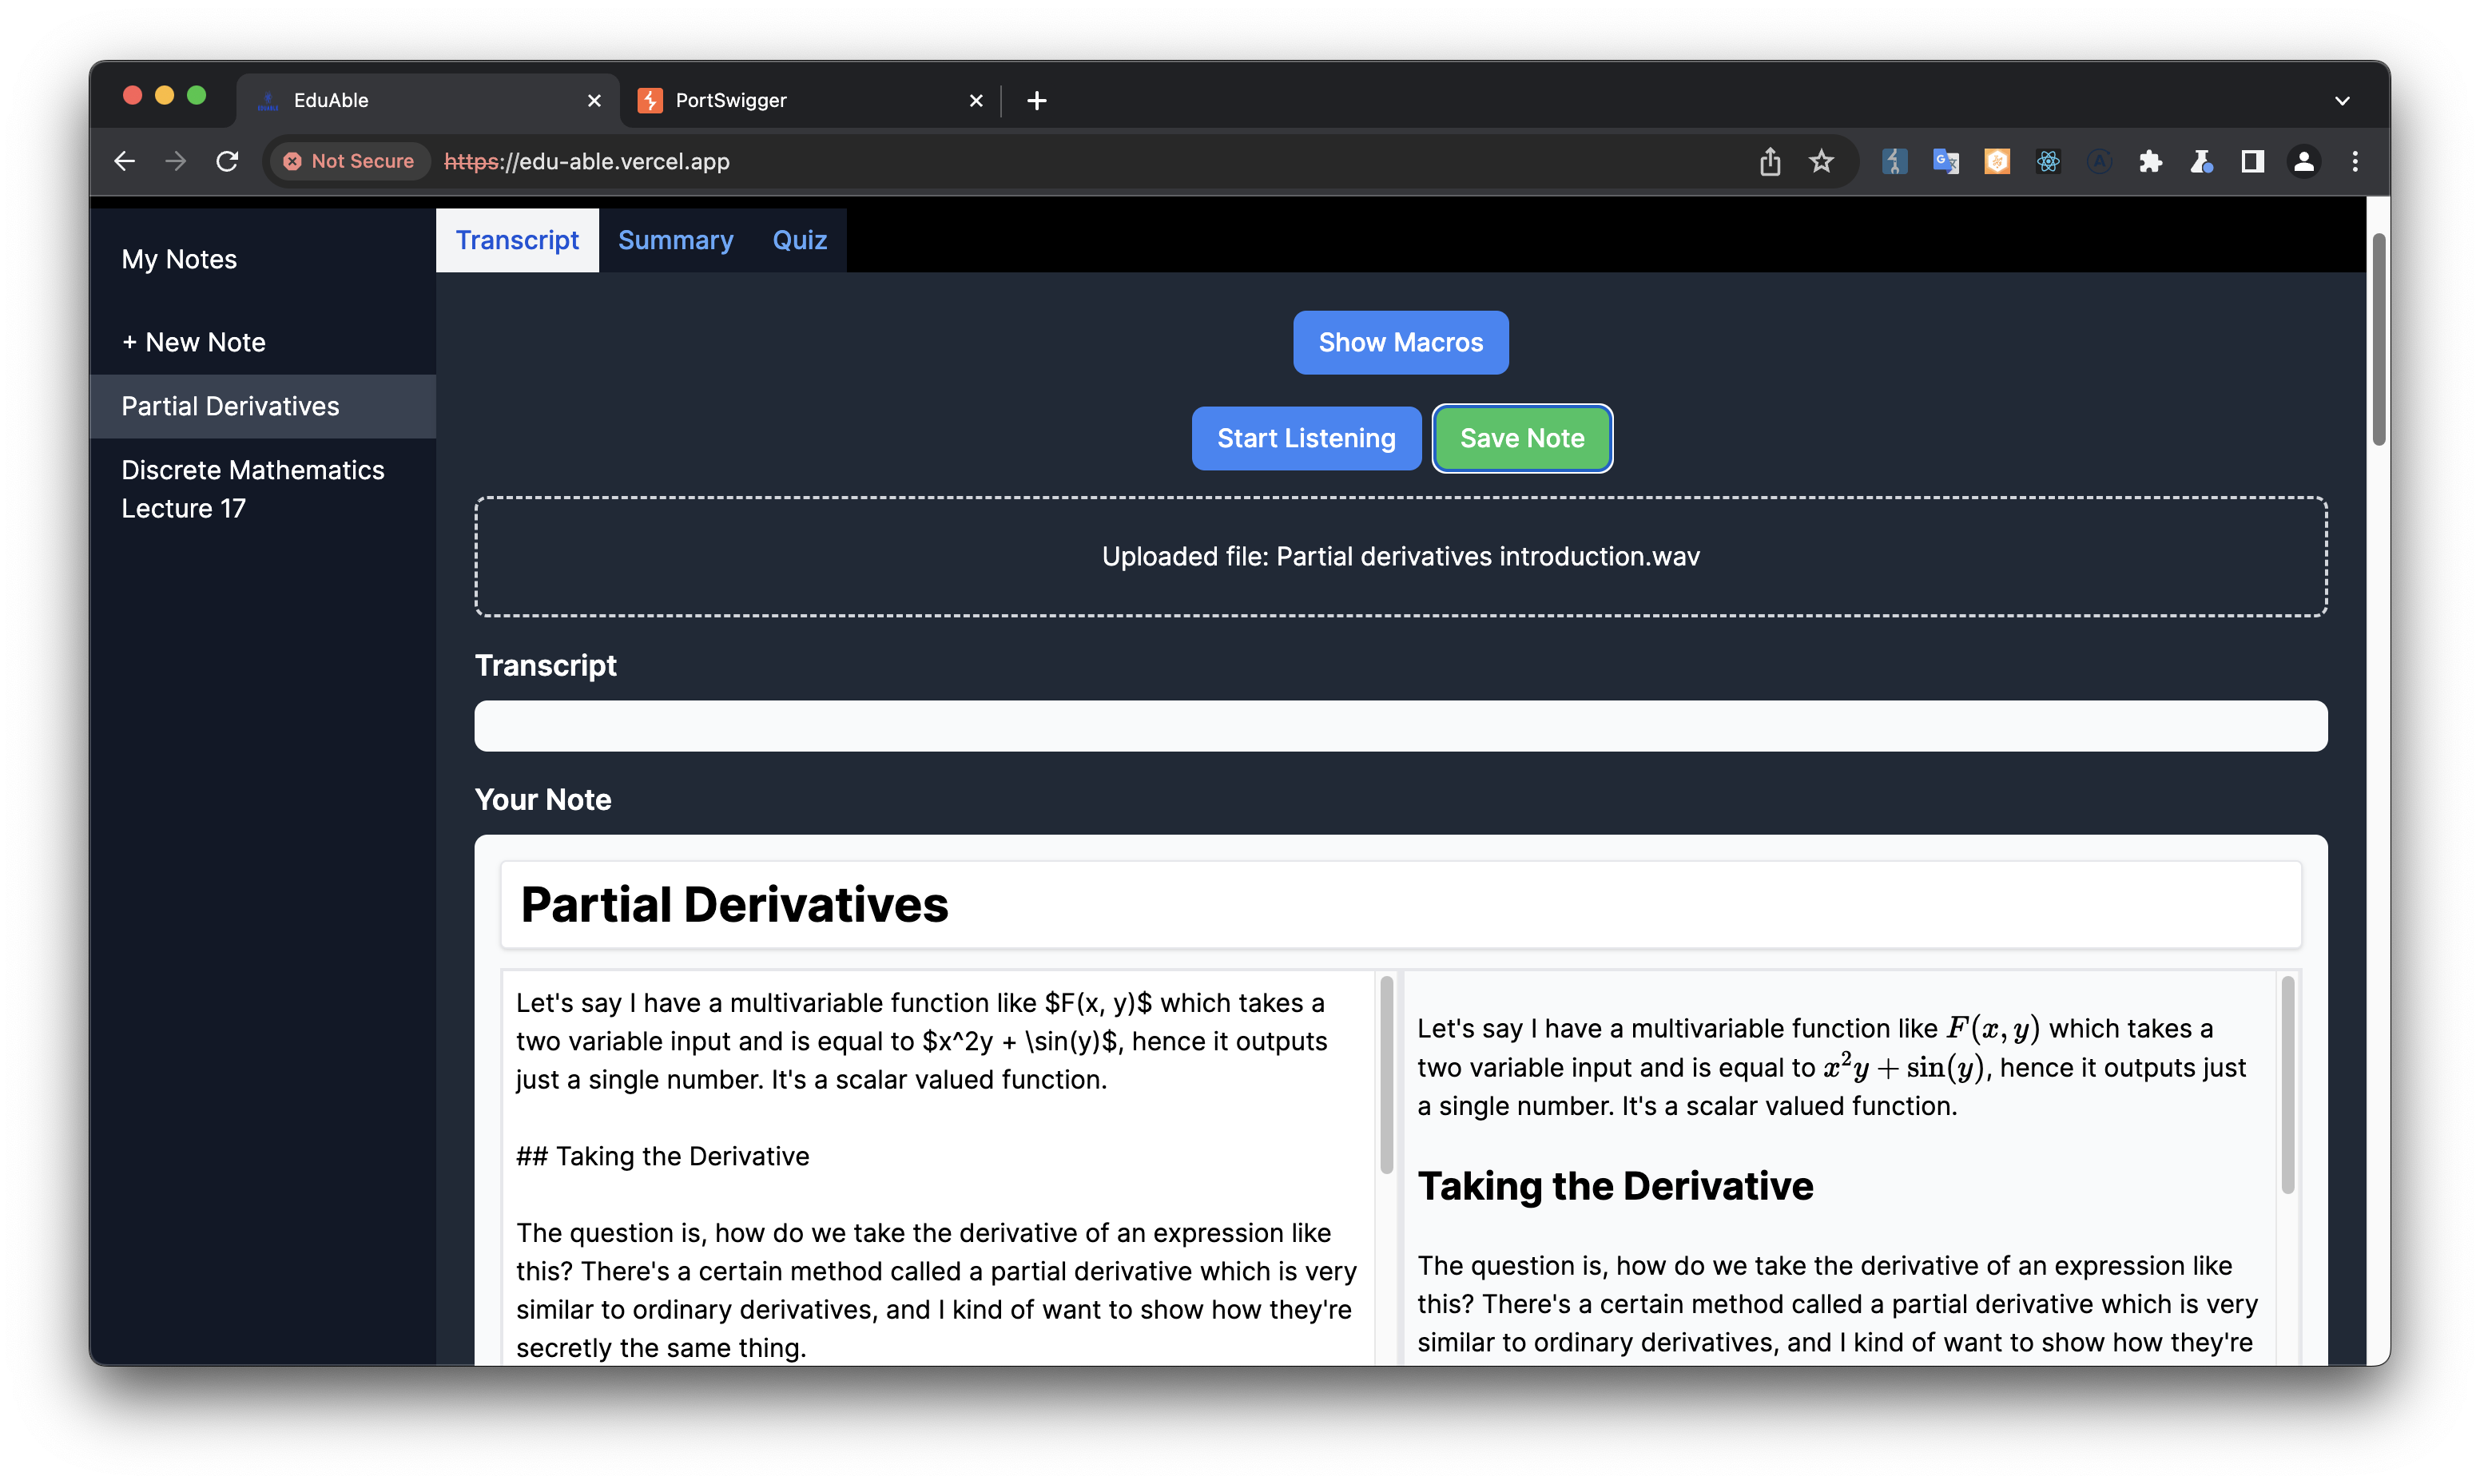 EduAble
PortSwigger
Not Secure
https://edu-able.vercel.app
My Notes
+ New Note
Partial Derivatives
Discrete Mathematics
Lecture 17
Transcript
Summary
Quiz
Show Macros
Start Listening
Save Note
Uploaded file: Partial derivatives introduction.wav
Transcript
Your Note
Partial Derivatives
Let's say I have a multivariable function like $F(x, y)$ which takes a
two variable input and is equal to $x^2y + \sin(y)$, hence it outputs
just a single number. It's a scalar valued function.
## Taking the Derivative
The question is, how do we take the derivative of an expression like
this? There's a certain method called a partial derivative which is very
similar to ordinary derivatives, and I kind of want to show how they're
secretly the same thing.
Let's say I have a multivariable function like F(x, y) which takes a
two variable input and is equal to x²y + sin(y), hence it outputs just
a single number. It's a scalar valued function.
Taking the Derivative
The question is, how do we take the derivative of an expression like
this? There's a certain method called a partial derivative which is very
similar to ordinary derivatives, and I kind of want to show how they're